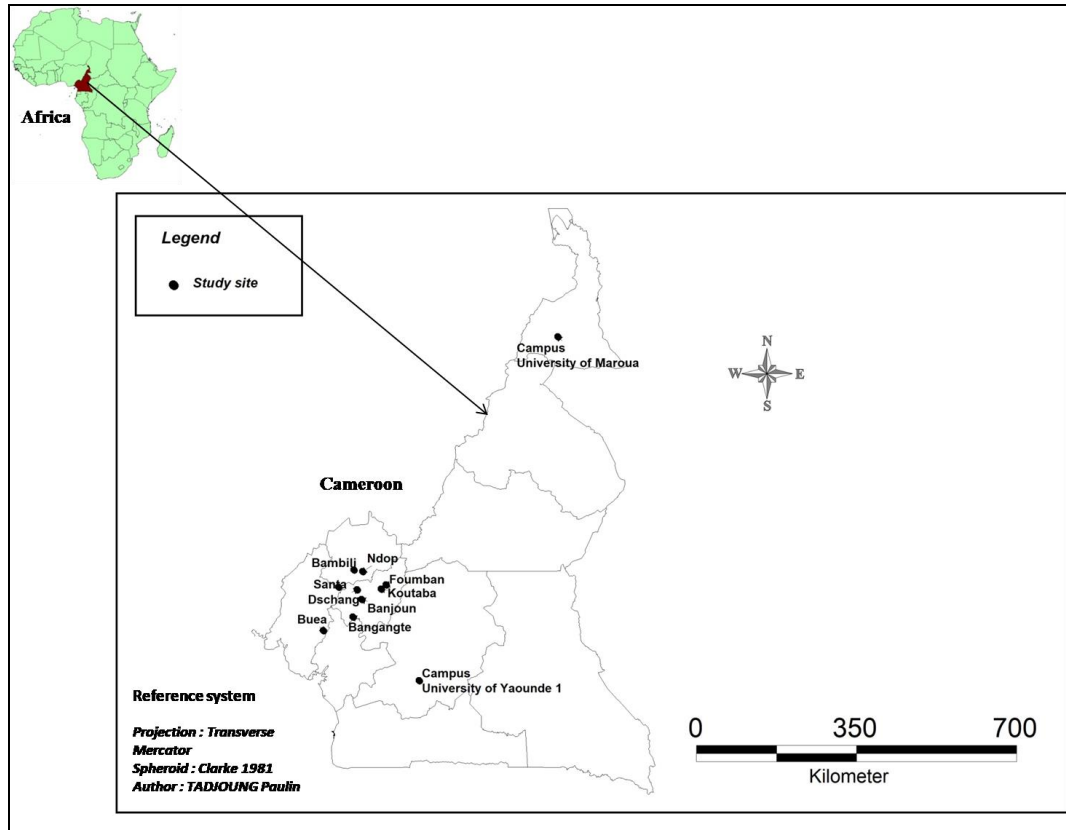 Africa
Legend
Study site
Campus
University of Maroua
N
W E
S
Cameroon
Bambili Ndop
Santa Foumban
Koutaba
Dschang
Banjoun
Buea
Bangangte
Campus
University of Yaounde 1
Reference system
Projection : Transverse
Mercator
Spheroid : Clarke 1981
Author : TADJOUNG Paulin
0 350 700
Kilometer